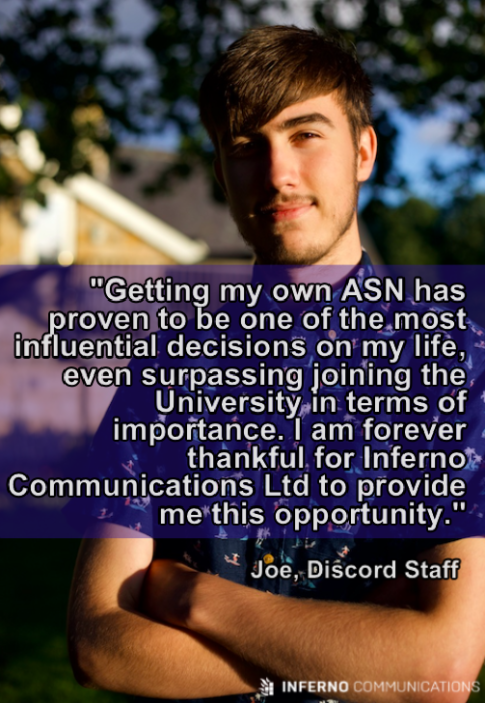 "Getting my own ASN has
proven to be one of the most
influential decisions on my life,
even surpassing joining the
University in terms of
importance. I am forever
thankful for Inferno
Communications Ltd to provide
me this opportunity."
Joe, Discord Staff
INFERNO COMMUNICATIONS